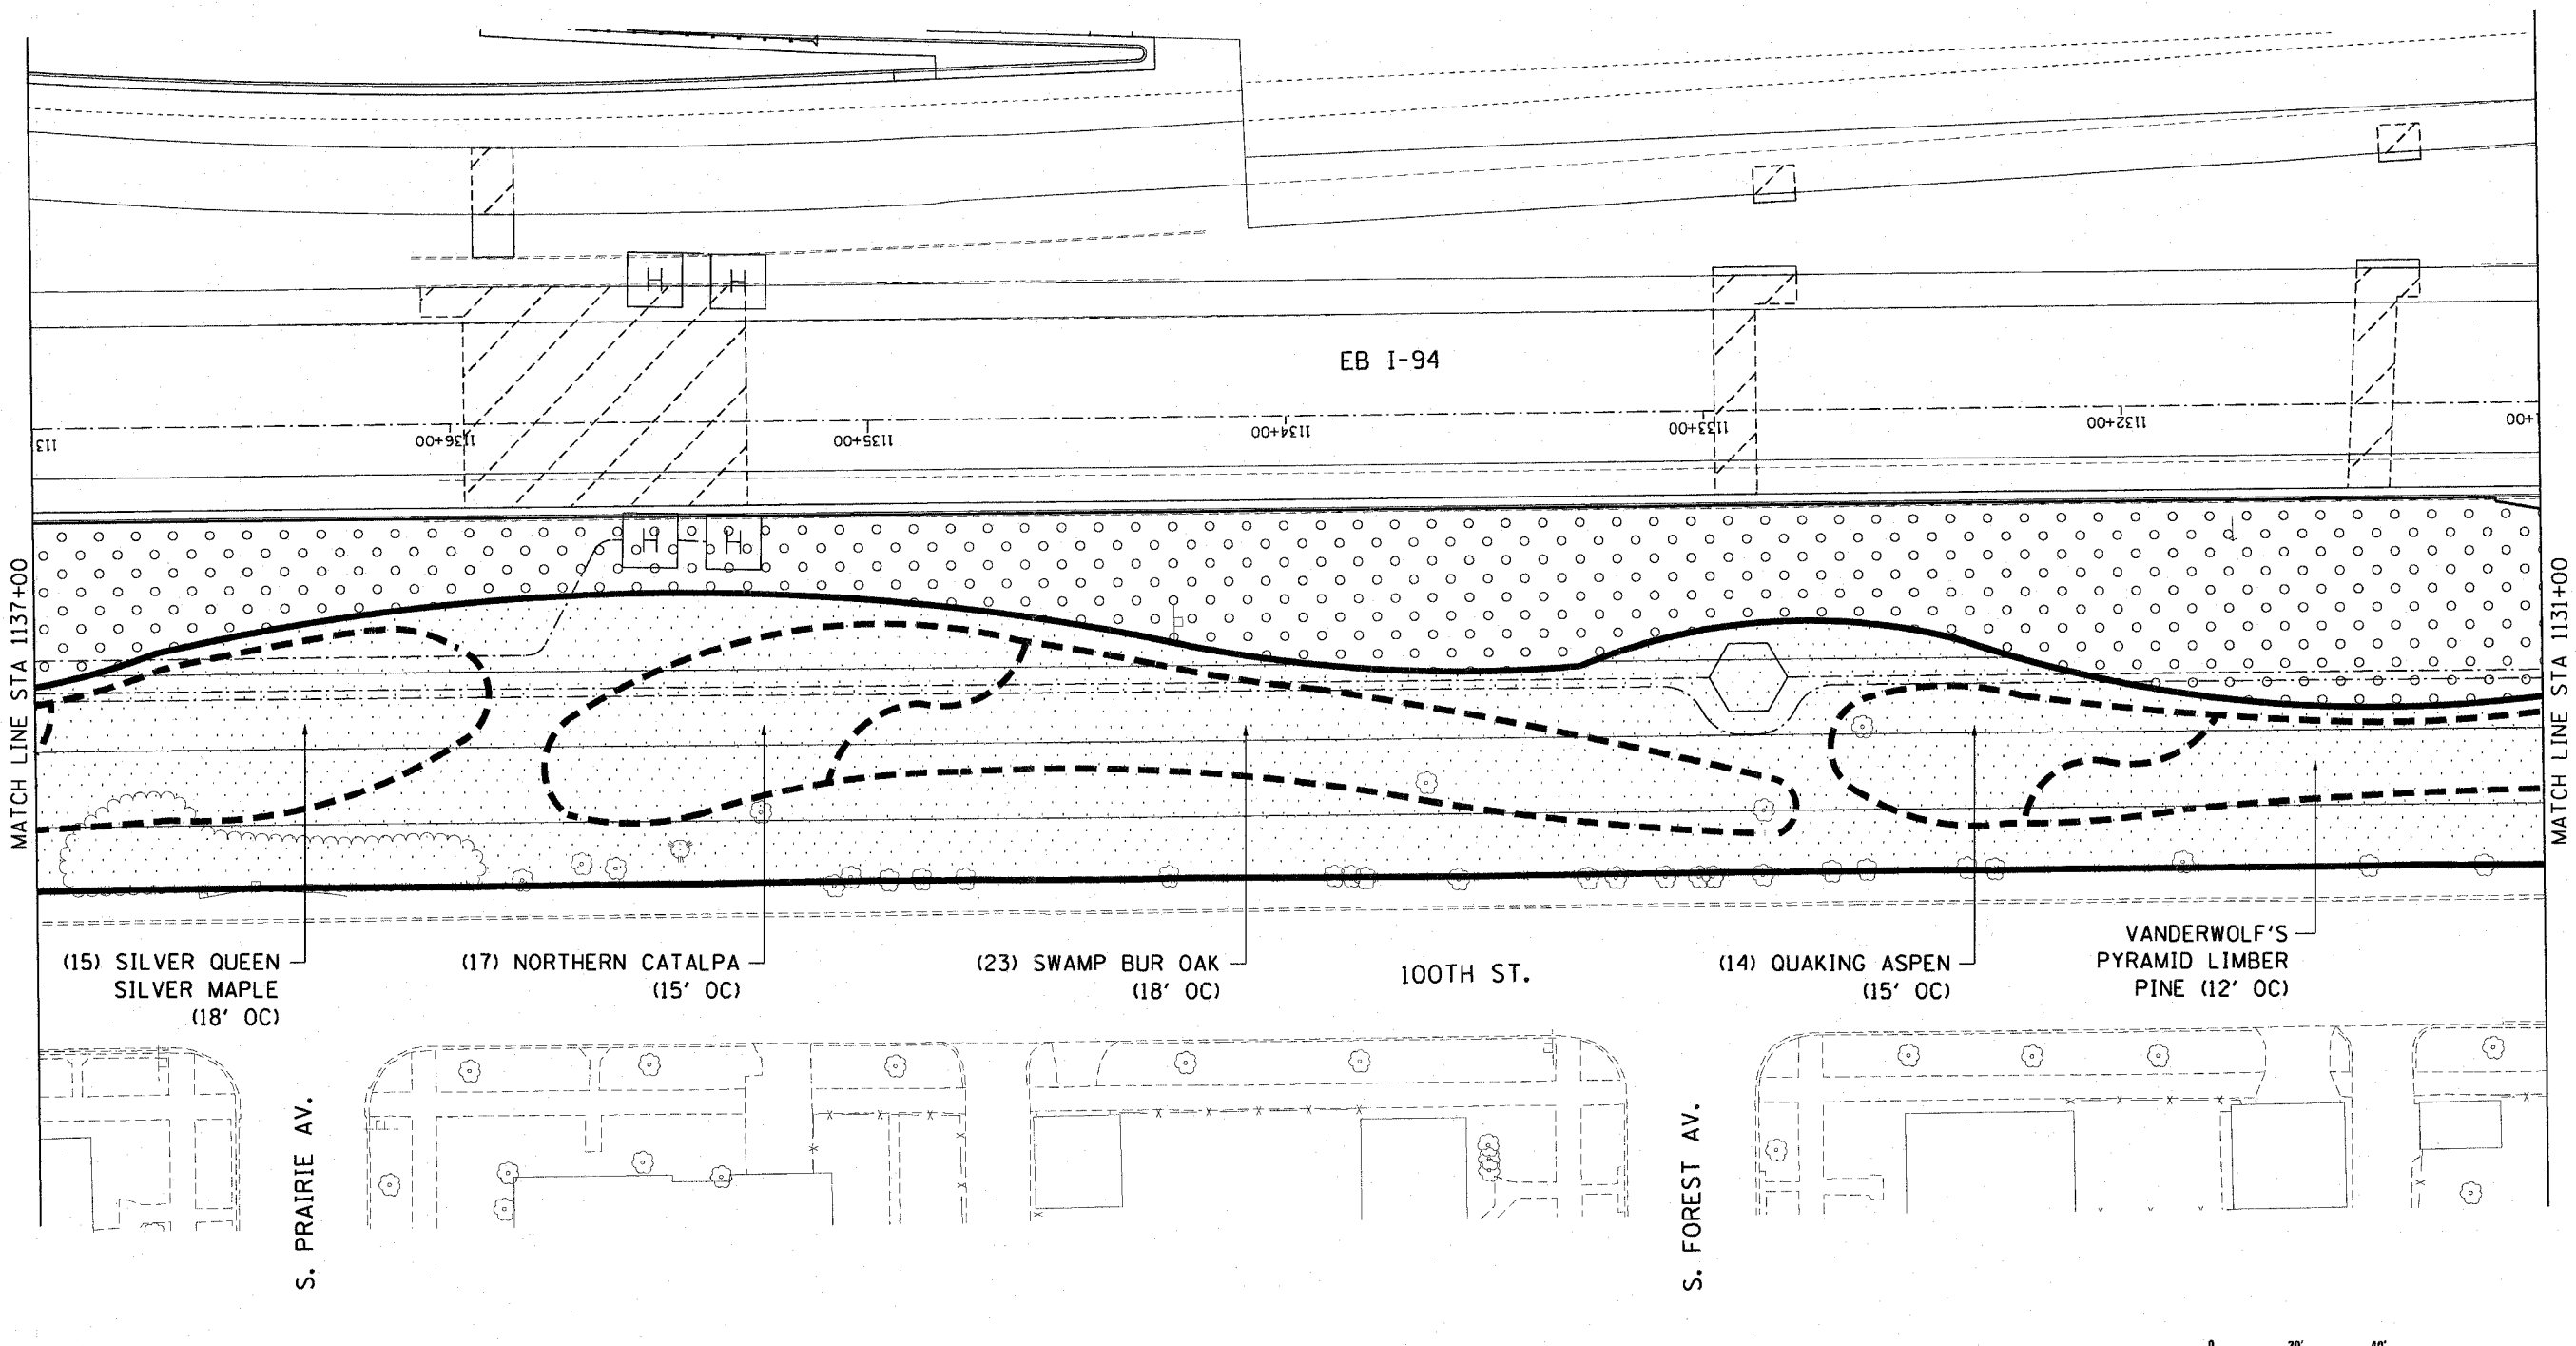 H H
EB I-94
113
1136+00
1135+00
1134+00
1133+00
1132+00
+00
H H
MATCH LINE STA 1137+00
MATCH LINE STA 1131+00
(15) SILVER QUEEN
SILVER MAPLE
(18' OC)
(17) NORTHERN CATALPA
(15' OC)
(23) SWAMP BUR OAK
(18' OC)
100TH ST.
(14) QUAKING ASPEN
(15' OC)
VANDERWOLF'S
PYRAMID LIMBER
PINE (12' OC)
S. PRAIRIE AV.
S. FOREST AV.